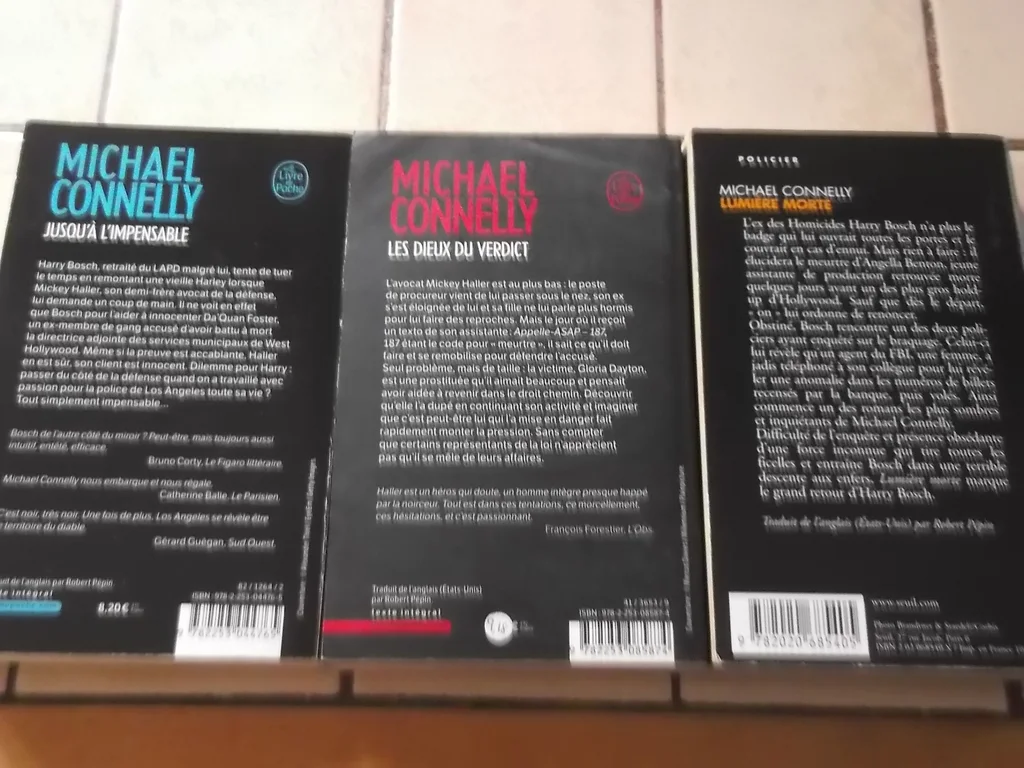 MICHAEL
CONNELLY
JUSQU'À L'IMPENSABLE
Le Livre
de Poche
Harry Bosch, retraité du LAPD malgré lui, tente de tuer
le temps en remontant une vieille Harley lorsque
Mickey Haller, son demi-frère avocat de la défense,
lui demande un coup de main. Il ne voit en effet
que Bosch pour l'aider à innocenter Da'Quan Foster,
un ex-membre de gang accusé d'avoir battu à mort
la directrice adjointe des services municipaux de West
Hollywood. Même si la preuve est accablante, Haller
en est sûr, son client est innocent. Dilemme pour Harry :
passer du côté de la défense quand on a travaillé avec
passion pour la police de Los Angeles toute sa vie ?
Tout simplement impensable...
Bosch de l'autre côté du miroir ? Peut-être, mais toujours aussi
intuitif, entêté, efficace.
Bruno Corty, Le Figaro littéraire.
Michael Connelly nous embarque et nous régale.
Catherine Balle, Le Parisien.
C'est noir, très noir. Une fois de plus, Los Angeles se révèle être
territoire du diable.
Gérard Guégan, Sud Ouest.
de l'anglais par Robert Pépin.
texte intégral
8,20 €
82 / 1264 / 2
ISBN : 978-2-253-04476-5
MICHAEL
CONNELLY
LES DIEUX DU VERDICT
L'avocat Mickey Haller est au plus bas : le poste
de procureur vient de lui passer sous le nez, son ex
s'est éloignée de lui et sa fille ne lui parle plus hormis
pour lui faire des reproches. Mais le jour où il reçoit
un texto de son assistante : Appelle-ASAP – 187,
187 étant le code pour « meurtre », il sait ce qu'il doit
faire et se remobilise pour défendre l'accusé.
Seul problème, mais de taille : la victime, Gloria Dayton,
est une prostituée qu'il aimait beaucoup et pensait
avoir aidée à revenir dans le droit chemin. Découvrir
qu'elle l'a dupé en continuant son activité et imaginer
que c'est peut-être lui qui l'a mise en danger fait
rapidement monter la pression. Sans compter
que certains représentants de la loi n'apprécient
pas qu'il se mêle de leurs affaires.
Haller est un héros qui doute, un homme intègre presque happé
par la noirceur. Tout est dans ces tentations, ce morcellement,
ces hésitations, et c'est passionnant.
François Forestier, L'Obs.
Traduit de l'anglais (États-Unis)
par Robert Pépin.
texte intégral
41 / 3653 / 9
ISBN : 978-2-253-08587-4
POLICIER
MICHAEL CONNELLY
LUMIÈRE MORTE
L'ex des Homicides Harry Bosch n'a plus le
badge qui lui ouvrait toutes les portes et le
couvrait en cas d'ennui. Mais rien à faire : il
élucidera le meurtre d'Angella Benton, jeune
assistante de production retrouvée morte
quelques jours avant un des plus gros hold-
up d'Hollywood. Sauf que dès le départ,
« on » lui ordonne de renoncer.
Obstiné, Bosch rencontre un des deux poli-
ciers ayant enquêté sur le braquage. Celui-ci
lui révèle qu'un agent du FBI, une femme, a
jadis téléphoné à son collègue pour lui révé-
ler une anomalie dans les numéros de billets
recensés par la banque, puis volés. Ainsi
commence un des romans les plus sombres
et inquiétants de Michael Connelly.
Difficulté de l'enquête et présence obsédante
d'une force inconnue qui tire toutes les
ficelles et entraîne Bosch dans une terrible
descente aux enfers, Lumière morte marque
le grand retour d'Harry Bosch.
Traduit de l'anglais (États-Unis) par Robert Pépin
www.seuil.com
9 782020 685405